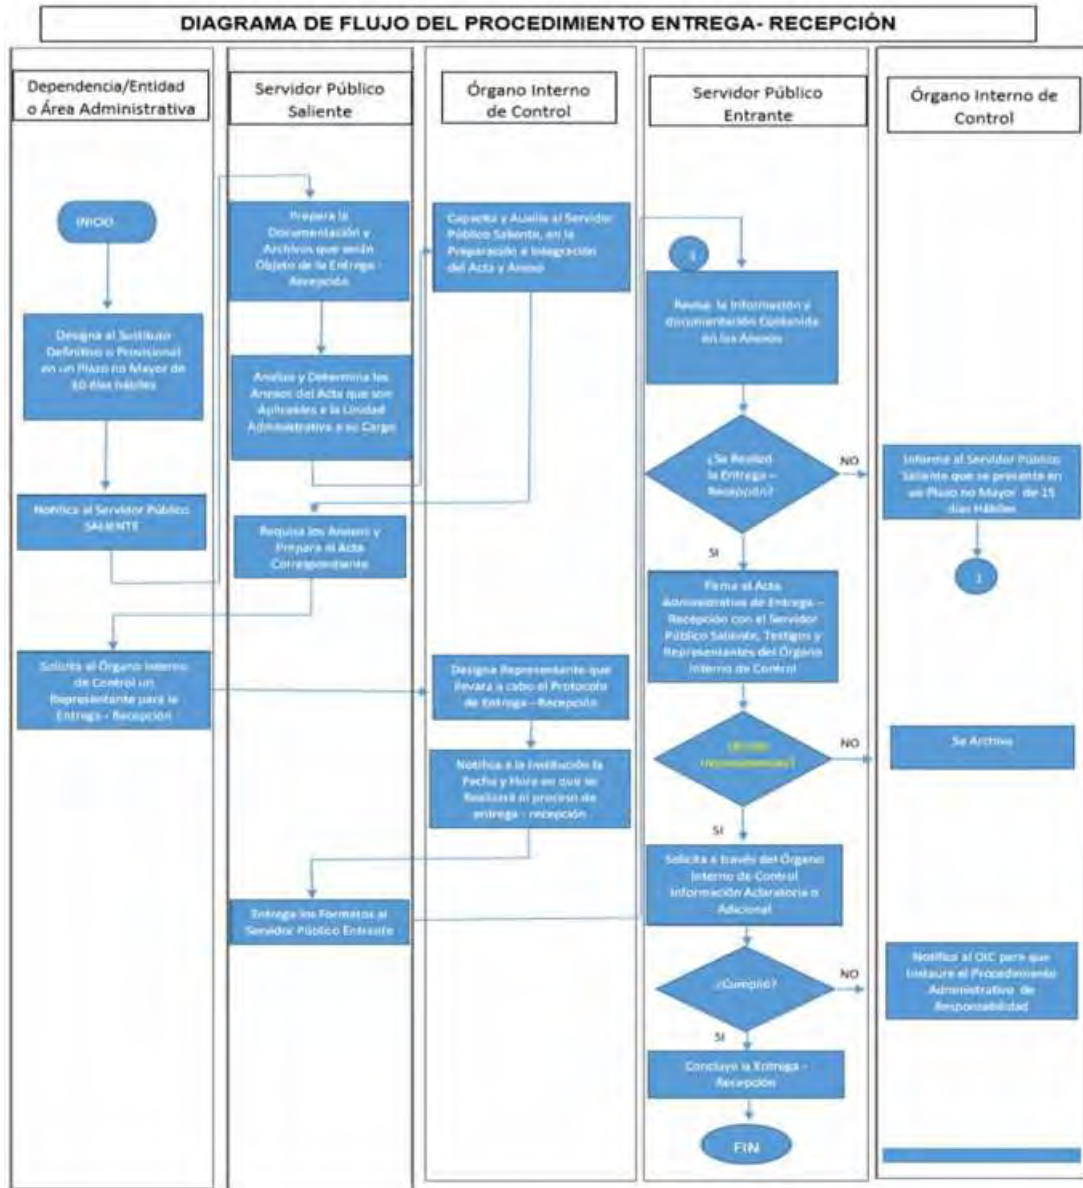 DIAGRAMA DE FLUJO DEL PROCEDIMIENTO ENTREGA- RECEPCIÓN
Dependencia/Entidad
o Área Administrativa
Servidor Público
Saliente
Órgano Interno
de Control
Servidor Público
Entrante
Órgano Interno de
Control
INICIO
Designa al Sustituto
Definitivo o Provisional
en un Plazo no Mayor de
días hábiles
Notifica al Servidor Público
SALIENTE
Solicita al Órgano Interno
de Control un
Representante para la
Entrega - Recepción
Prepara la
Documentación y
Archivos que serán
Objeto de la Entrega -
Recepción
Analiza y Determina los
Anexos del Acta que son
Aplicables a la Unidad
Administrativa a su Cargo
Requisa los Anexos y
Prepara el Acta
Correspondiente
Entrega los Formatos al
Servidor Público Entrante
Capacita y Auxilia al Servidor
Público Saliente, en la
Preparación e Integración
del Acta y Anexo
Designa Representante que
llevara a cabo el Protocolo
de Entrega - Recepción
Notifica a la Institución la
Fecha y Hora en que se
Realizará el proceso de
entrega - recepción
Revisa la Información y
documentación Contenida
en los Anexos
¿Se Realizó
la Entrega -
Recepción?
NO
SI
Firma el Acta
Administrativa de Entrega -
Recepción con el Servidor
Público Saliente, Testigos y
Representantes del Órgano
Interno de Control
NO
SI
Solicita a través del Órgano
Interno de Control
Información Aclaratoria o
Adicional
¿Cumplió?
NO
SI
Concluye la Entrega -
Recepción
FIN
Informa al Servidor Público
Saliente que se presente en
un Plazo no Mayor de 15
días Hábiles
1
Se Archiva
Notifica al OIC para que
Instaure el Procedimiento
Administrativo de
Responsabilidad